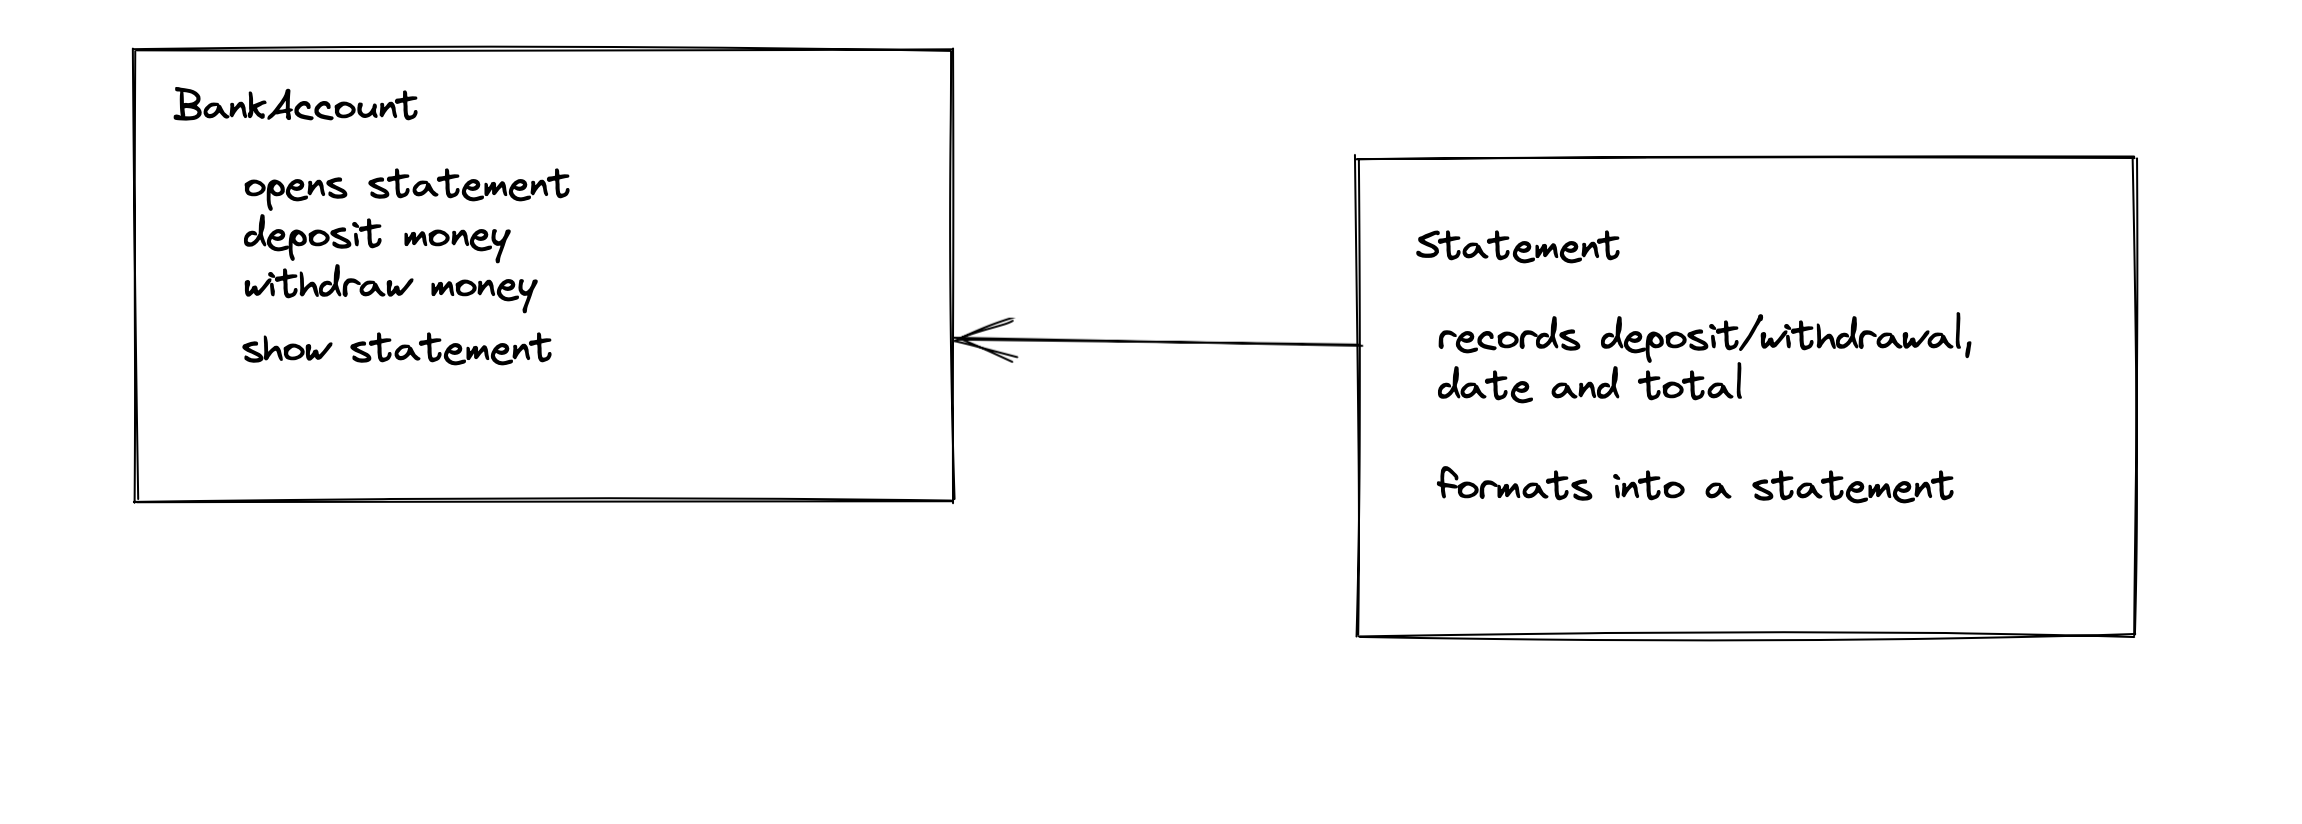 BankAccount
opens statement
deposit money
withdraw money
show statement
Statement
records deposit/withdrawal,
date and total
formats into a statement